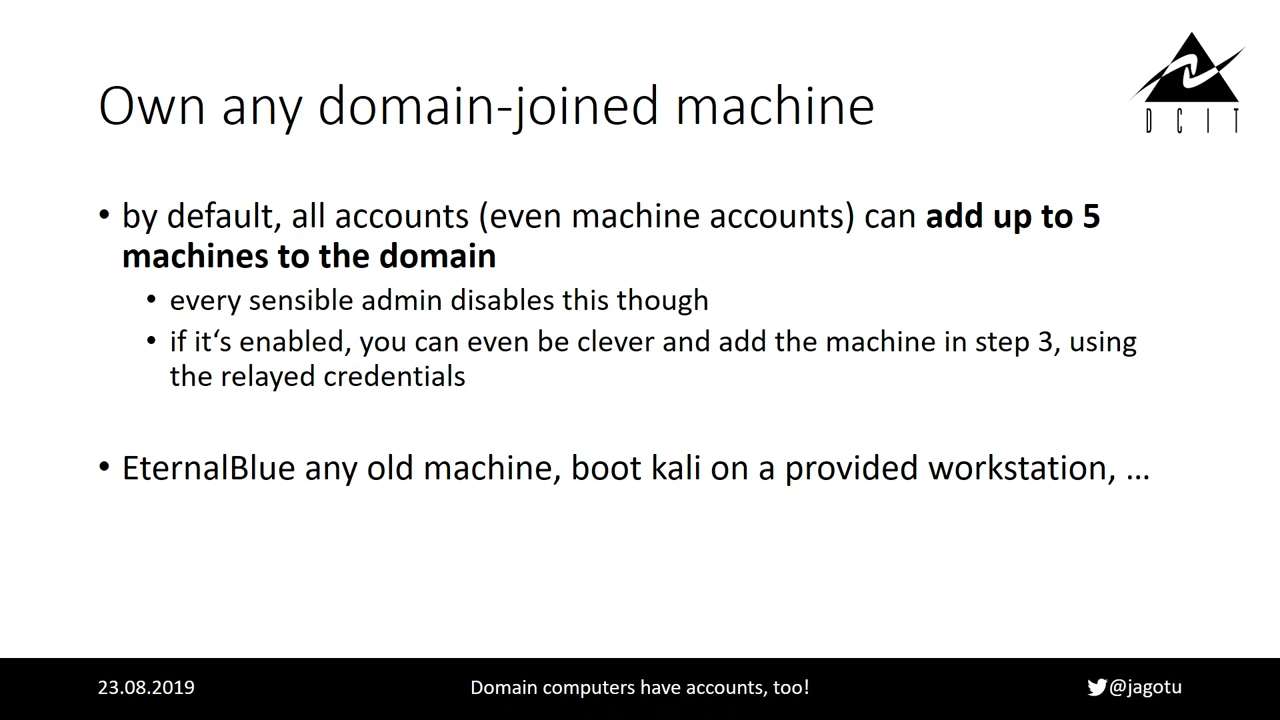 Own any domain-joined machine
DCIT
• by default, all accounts (even machine accounts) can add up to 5
machines to the domain
• every sensible admin disables this though
• if it‘s enabled, you can even be clever and add the machine in step 3, using
the relayed credentials
• EternalBlue any old machine, boot kali on a provided workstation, …
23.08.2019
Domain computers have accounts, too!
@jagotu